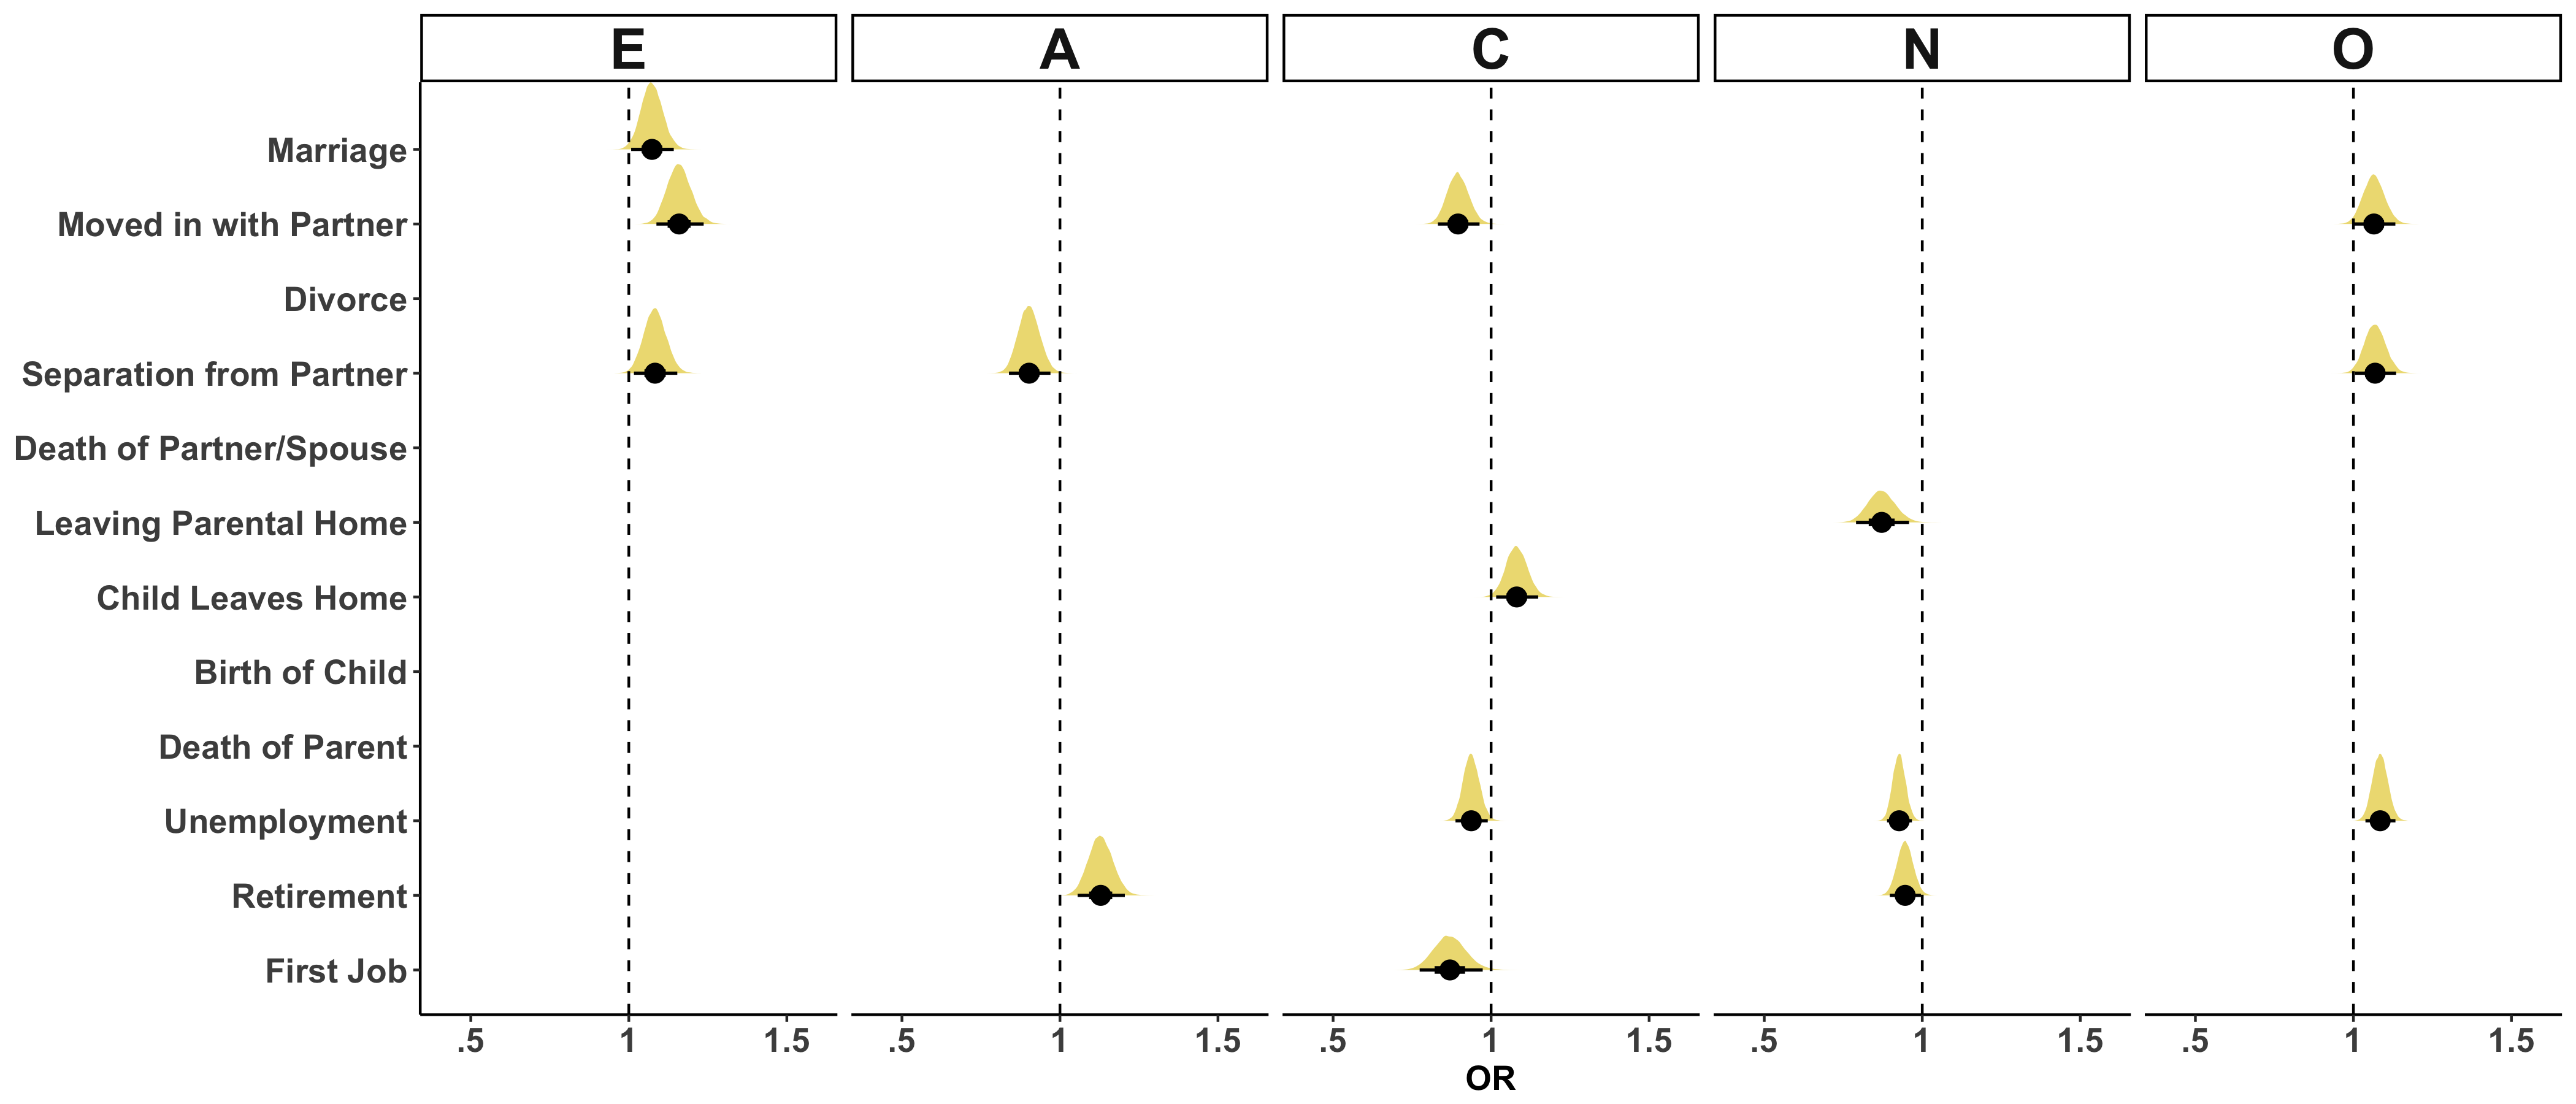 E A C N O
Marriage
Moved in with Partner
Divorce
Separation from Partner
Death of Partner/Spouse
Leaving Parental Home
Child Leaves Home
Birth of Child
Death of Parent
Unemployment
Retirement
First Job
.5 1 1.5 .5 1 1.5 .5 1 1.5 .5 1 1.5 .5 1 1.5
OR